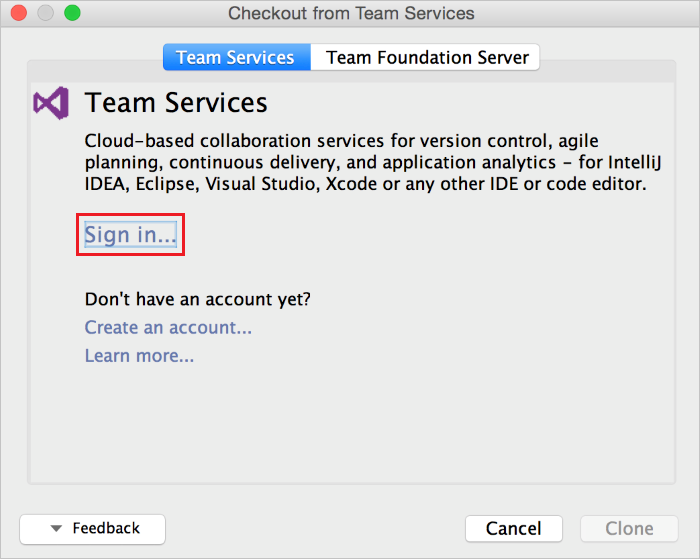 Checkout from Team Services
Team Services
Team Foundation Server
Team Services
Cloud-based collaboration services for version control, agile
planning, continuous delivery, and application analytics - for IntelliJ
IDEA, Eclipse, Visual Studio, Xcode or any other IDE or code editor.
Sign in...
Don't have an account yet?
Create an account...
Learn more...
Feedback
Cancel
Clone